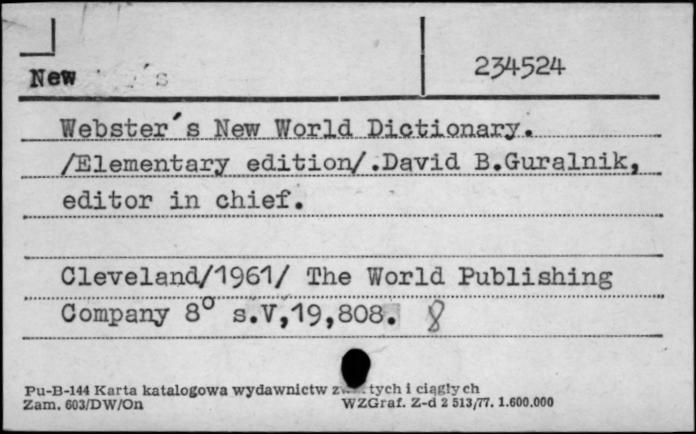 234524
New
Webster´s New World Dictionary.
/Elementary edition/.David B.Guralnik,
editor in chief.
Cleveland/1961/ The World Publishing
Company 8° s.V,19,808. 8
Pu-B-144 Karta katalogowa wydawnictw i ciągłych
Zam. 603/DW/On WZGraf. Z-d 2 513/77. 1.600.000